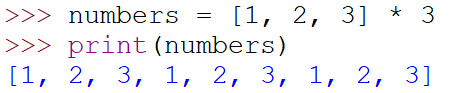 >>> numbers = [1, 2, 3] * 3
>>> print(numbers)
[1, 2, 3, 1, 2, 3, 1, 2, 3]